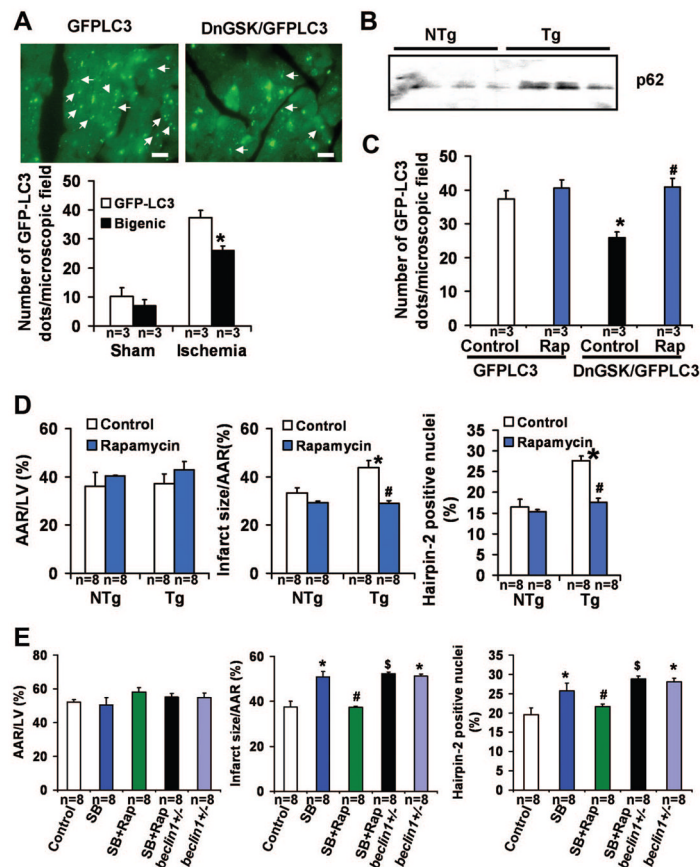 A
GFPLC3
DnGSK/GFPLC3
Number of GFP-LC3
dots/microscopic field
50
40
30
20
10
0
GFP-LC3
Bigenic
*
n=3 n=3
n=3 n=3
Sham
Ischemia
B
NTg
Tg
p62
C
Number of GFP-LC3
dots/microscopic field
50
40
30
20
10
0
*
#
n=3
n=3
n=3
n=3
Control
Rap
Control
Rap
GFPLC3
DnGSK/GFPLC3
D
AAR/LV (%)
60
40
20
0
Control
Rapamycin
n=8 n=8 n=8 n=8
NTg
Tg
Infarct size/AAR(%)
60
40
20
0
Control
Rapamycin
*
#
n=8 n=8 n=8 n=8
NTg
Tg
Hairpin-2 positive nuclei
(%)
35
30
25
20
15
10
5
0
Control
Rapamycin
*
#
n=8 n=8 n=8 n=8
NTg
Tg
E
AAR/LV (%)
80
60
40
20
0
n=8 n=8 n=8 n=8 n=8
Control
SB
SB+Rap
SB+Rap
beclin1+/-
beclin1+/-
Infarct size/AAR (%)
60
40
20
0
*
#
$
*
n=8 n=8 n=8 n=8 n=8
Control
SB
SB+Rap
SB+Rap
beclin1+/-
beclin1+/-
Hairpin-2 positive nuclei
(%)
35
30
25
20
15
10
5
0
*
#
$
*
n=8 n=8 n=8 n=8 n=8
Control
SB
SB+Rap
SB+Rap
beclin1+/-
beclin1+/-